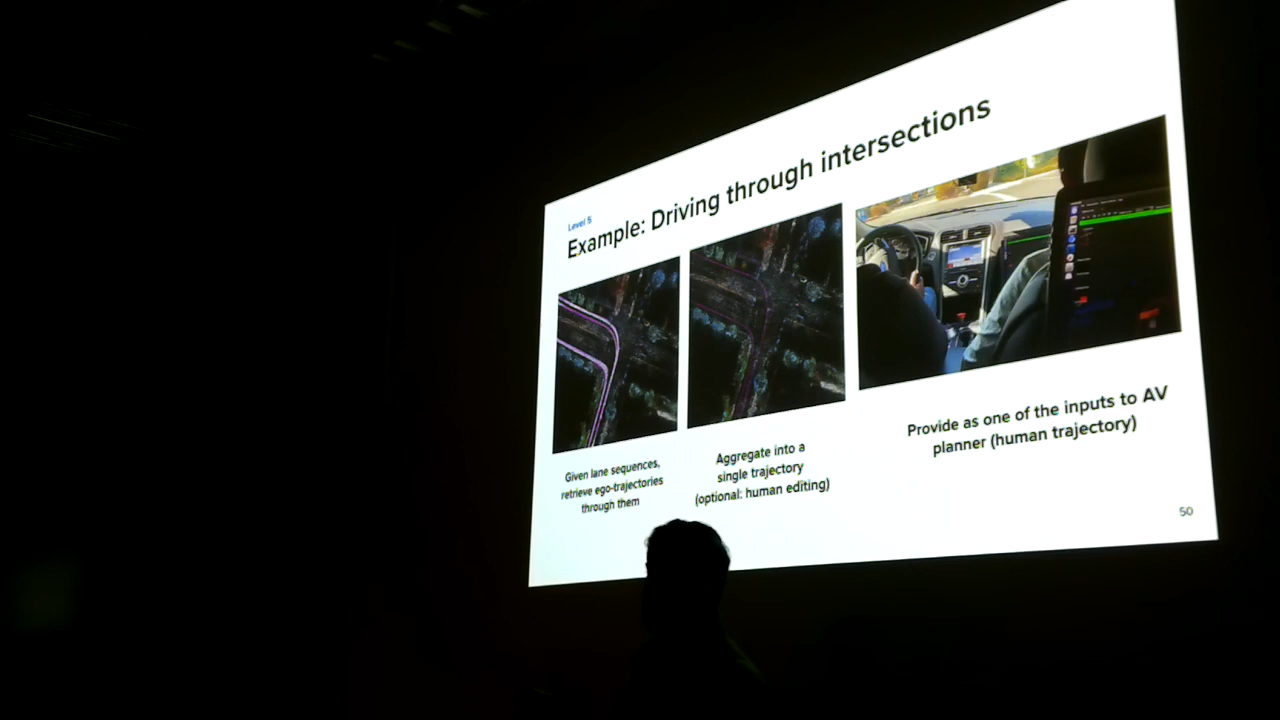 Level 5
Example: Driving through intersections
Given lane sequences,
retrieve ego-trajectories
through them
Aggregate into a
single trajectory
(optional: human editing)
Provide as one of the inputs to AV
planner (human trajectory)
50